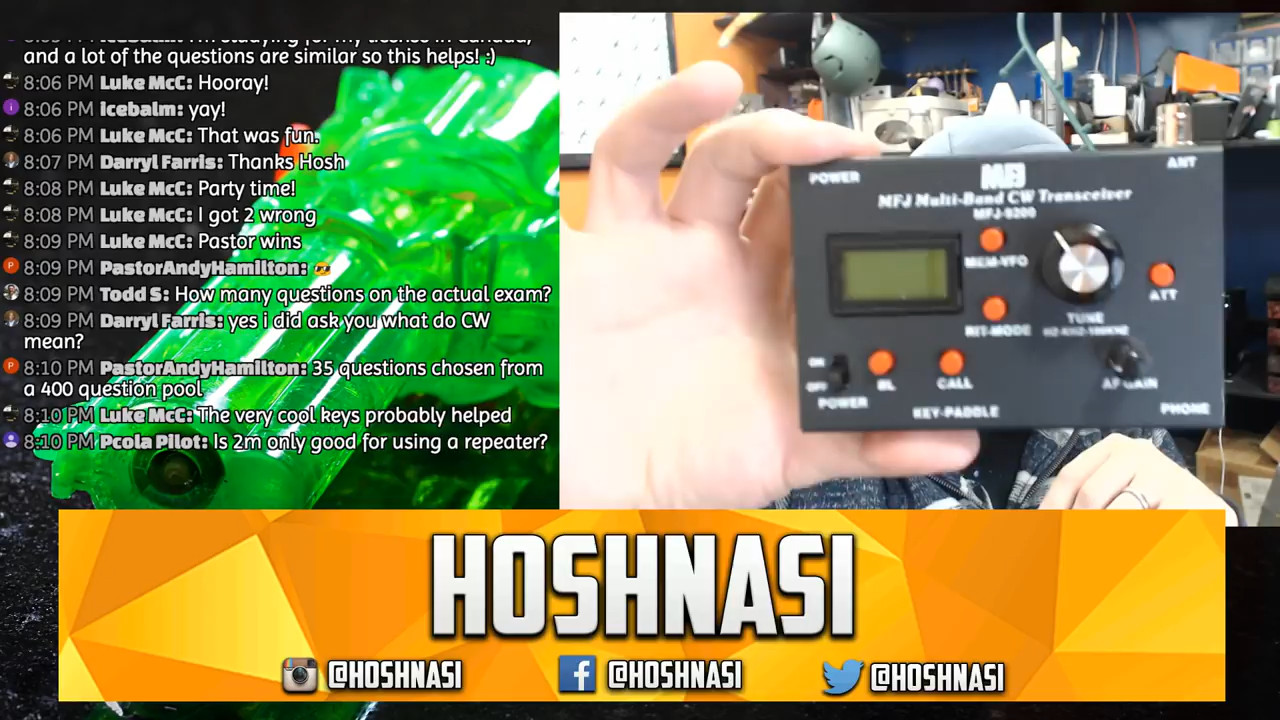 and a lot of the questions are similar so this helps! :)
8:06 PM Luke McC: Hooray!
8:06 PM icebalm: yay!
8:06 PM Luke McC: That was fun.
8:07 PM Darryl Farris: Thanks Hosh
8:08 PM Luke McC: Party time!
8:08 PM Luke McC: I got 2 wrong
8:09 PM Luke McC: Pastor wins
8:09 PM PastorAndyHamilton: 😎
8:09 PM Todd S: How many questions on the actual exam?
8:09 PM Darryl Farris: yes i did ask you what do CW
mean?
8:10 PM PastorAndyHamilton: 35 questions chosen from
a 400 question pool
8:10 PM Luke McC: The very cool keys probably helped
8:10 PM Pcola Pilot: Is 2m only good for using a repeater?
POWER
ANT
MFJ
MFJ Multi-Band CW Transceiver
MFJ-9200
MEM-VFO
ATT
RIT-MODE
TUNE
HZ-KHZ-100KHZ
ON
OFF
POWER
BL
CALL
AF GAIN
KEY-PADDLE
PHONE
HOSHNASI
@HOSHNASI
@HOSHNASI
@HOSHNASI